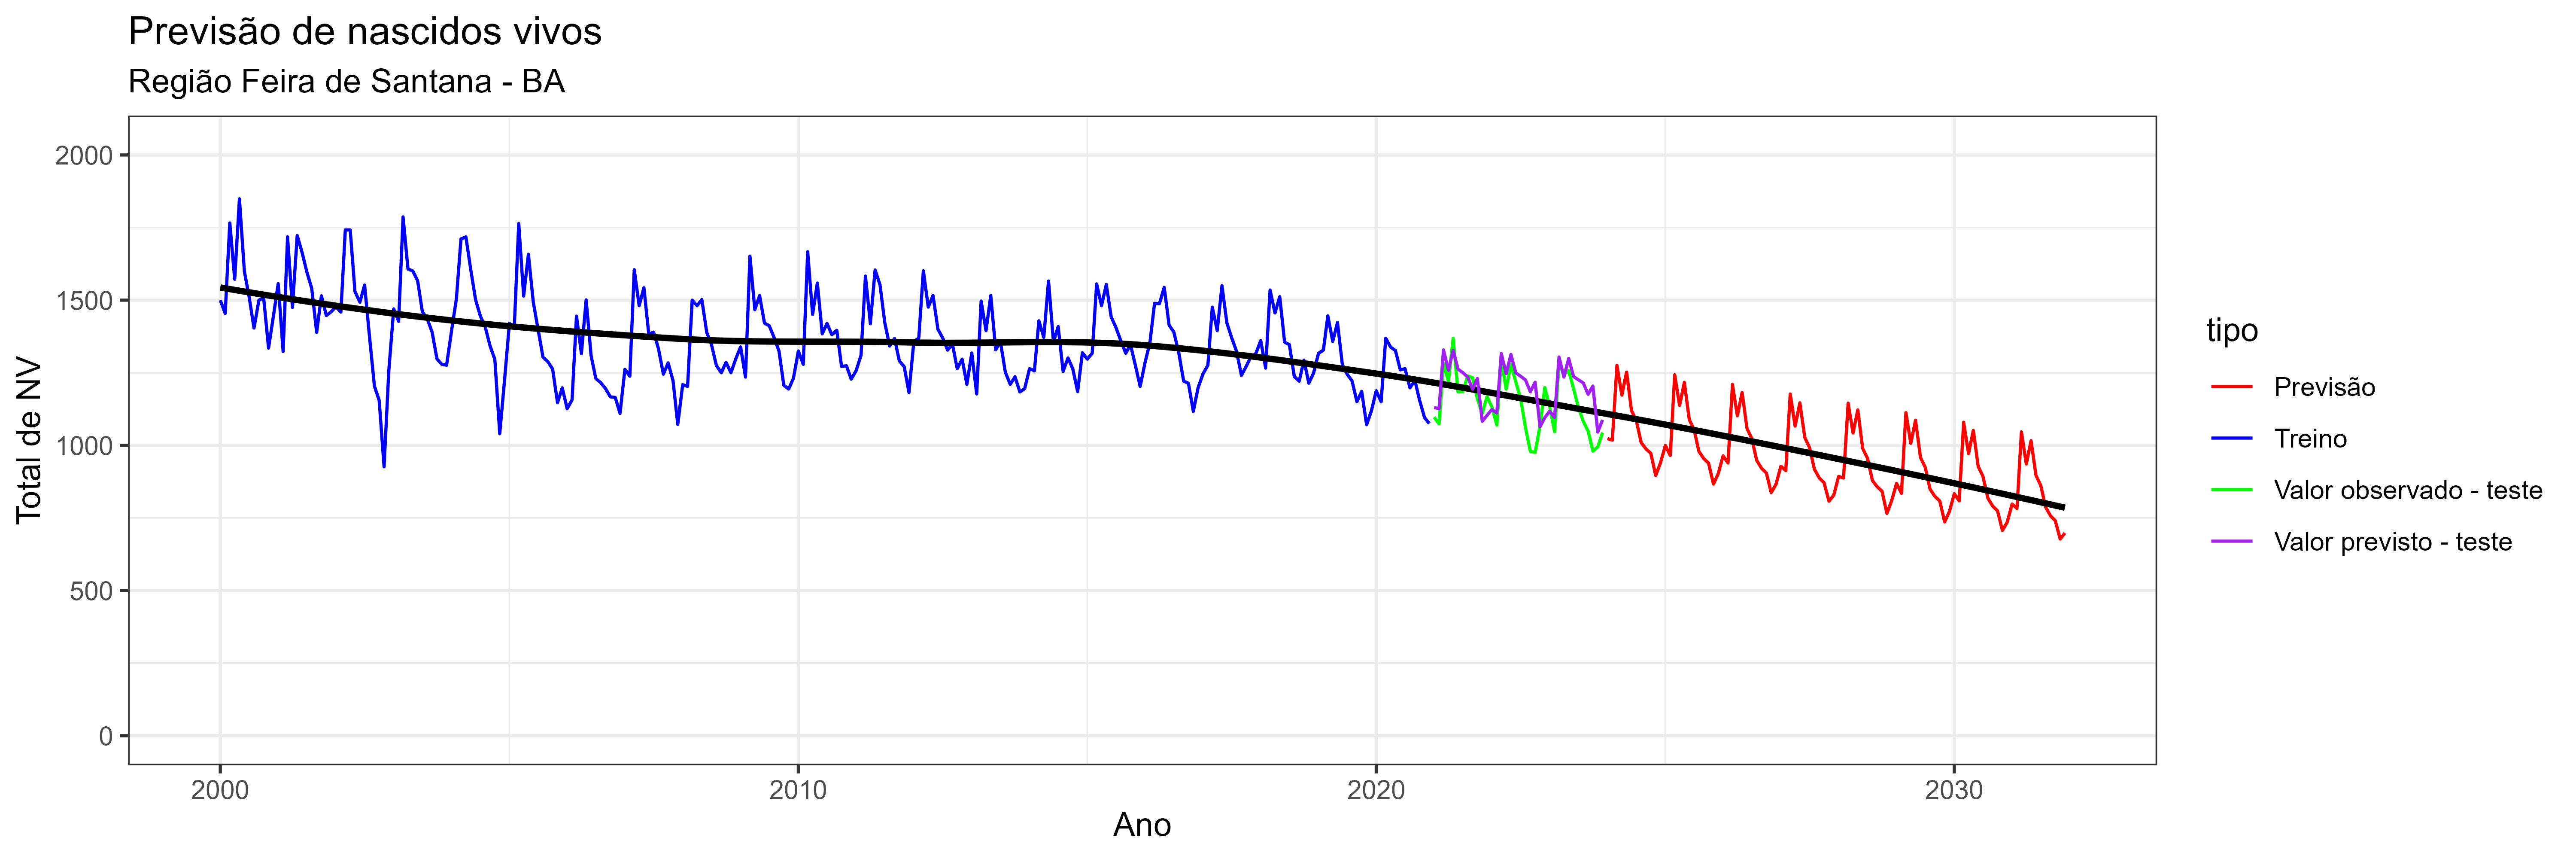 Previsão de nascidos vivos
Região Feira de Santana - BA
Total de NV
2000
1500
1000
500
0
2000
2010
2020
2030
Ano
tipo
Previsão
Treino
Valor observado - teste
Valor previsto - teste